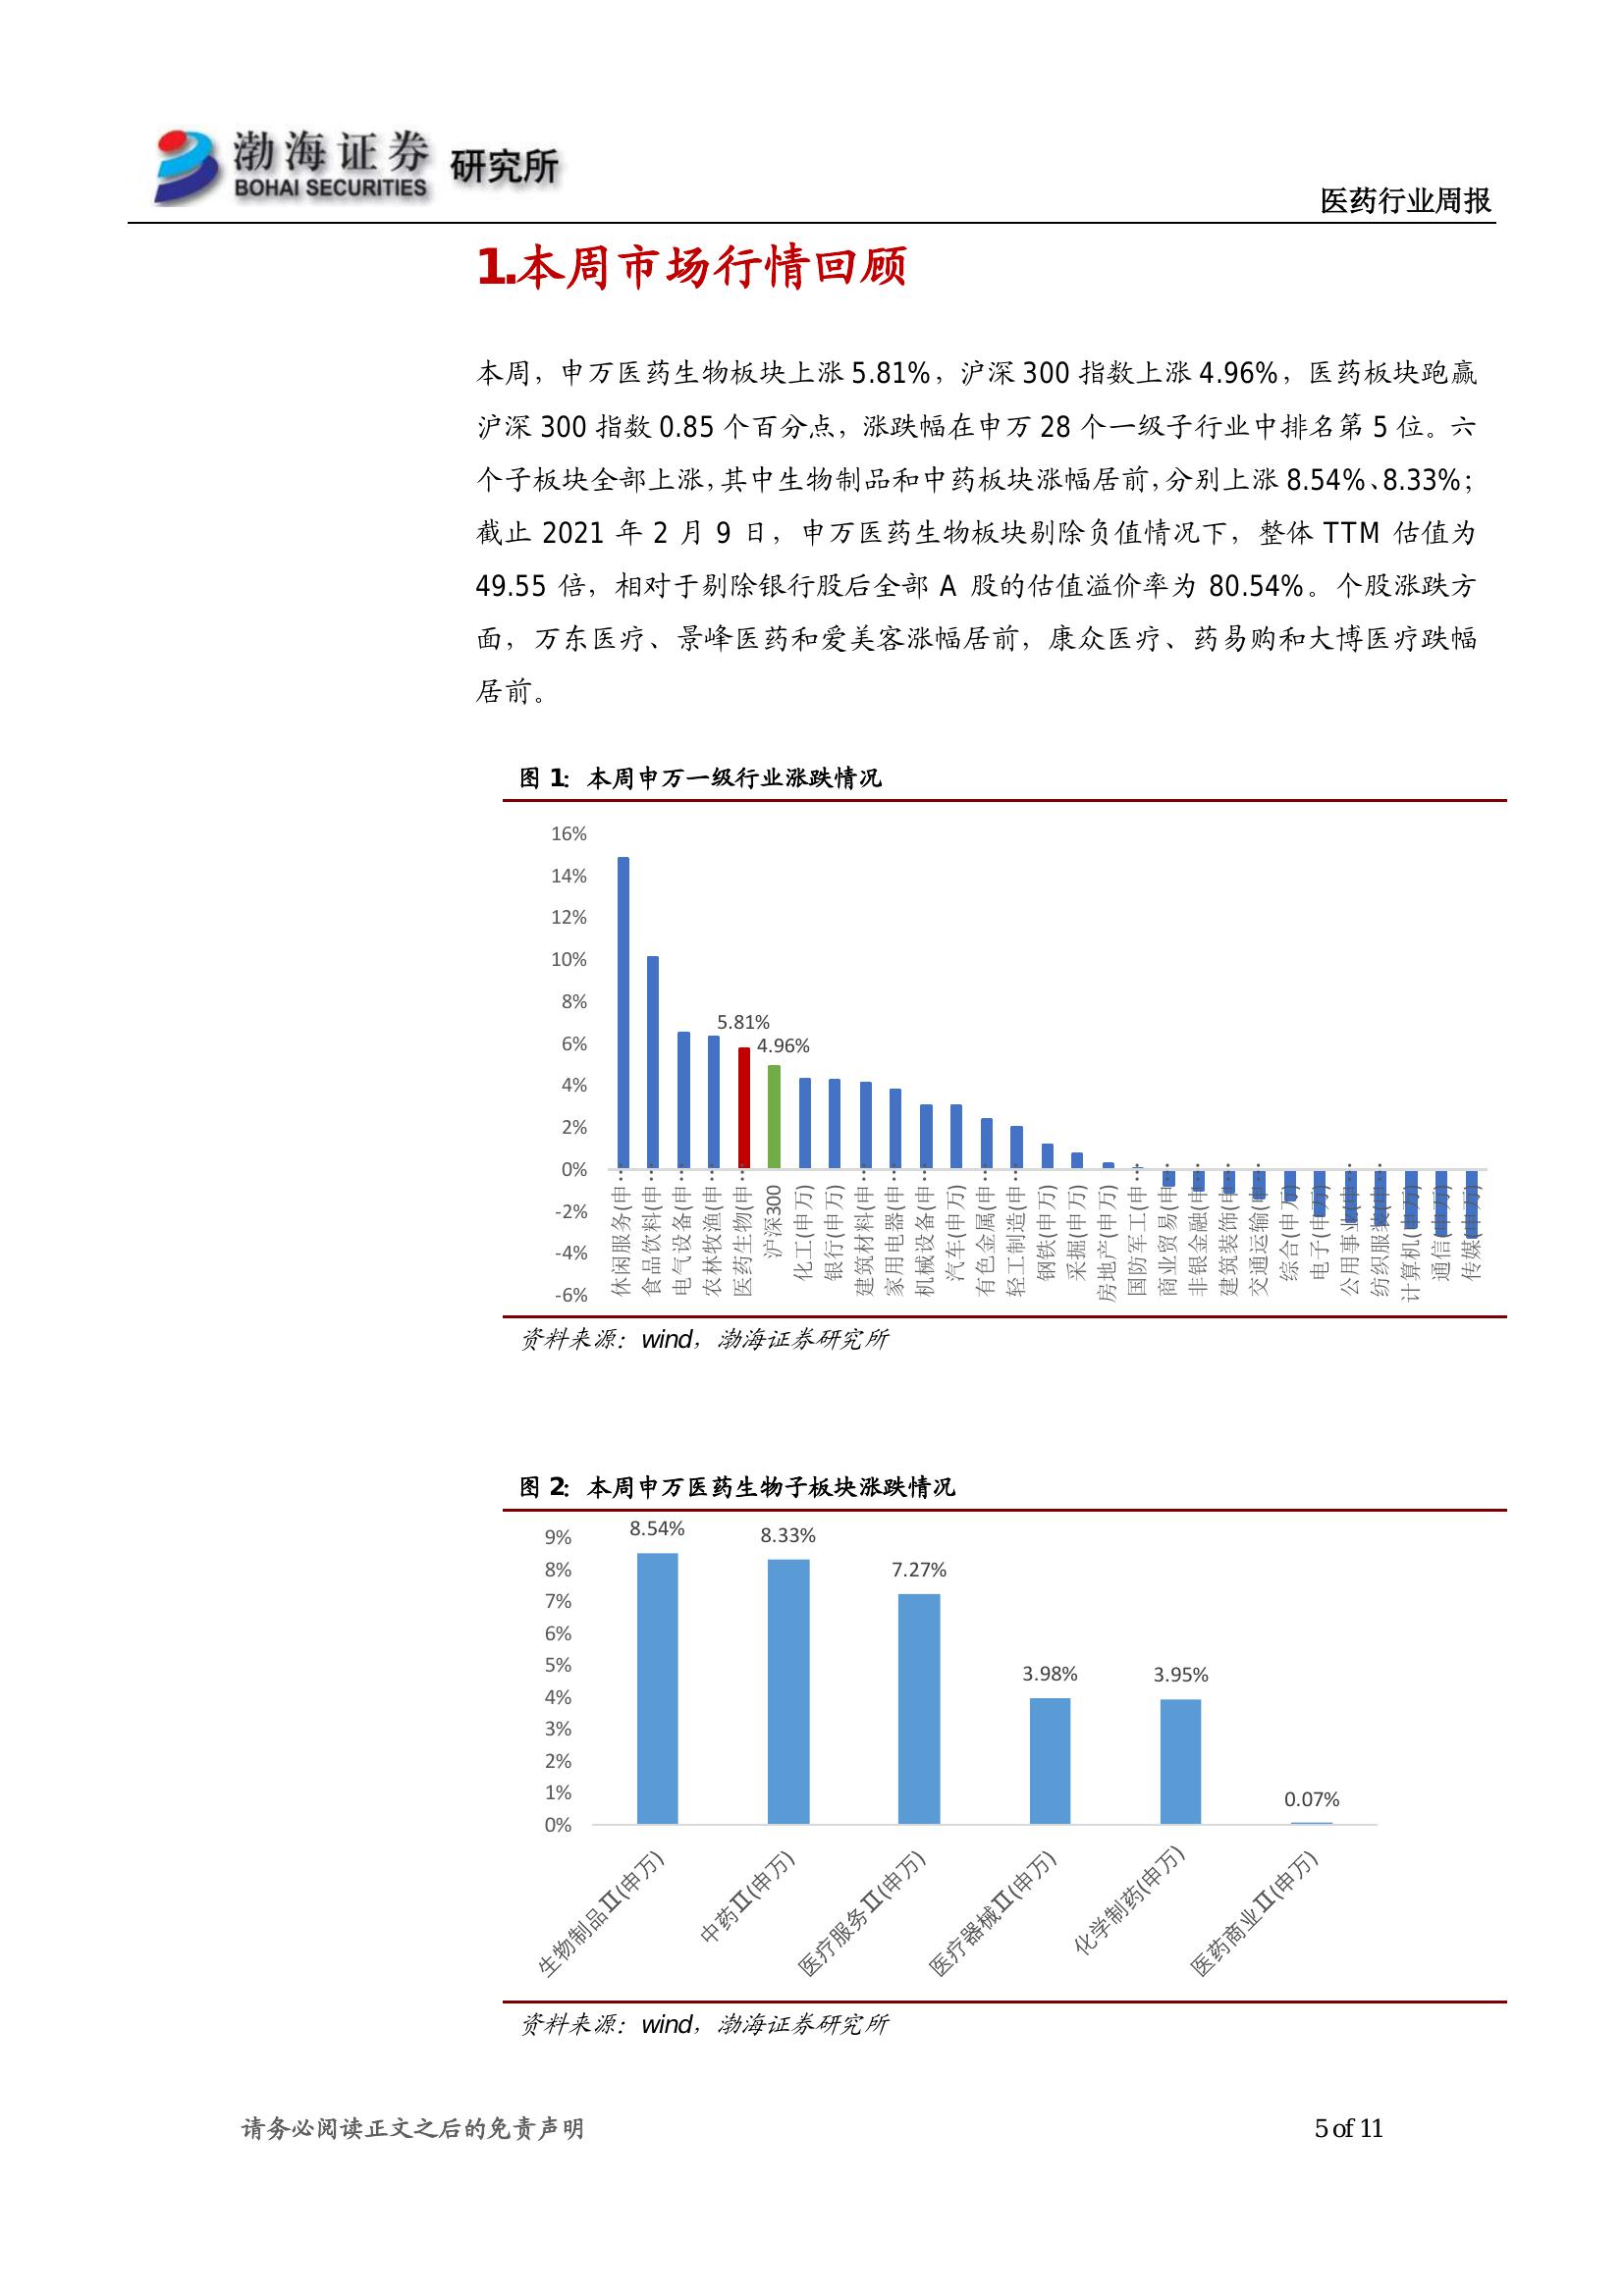 渤海证券 研究所
BOHAI SECURITIES
医药行业周报
1.本周市场行情回顾
本周，申万医药生物板块上涨 5.81%，沪深 300 指数上涨 4.96%，医药板块跑赢
沪深 300 指数 0.85 个百分点，涨跌幅在申万 28 个一级子行业中排名第 5 位。六
个子板块全部上涨，其中生物制品和中药板块涨幅居前，分别上涨 8.54%、8.33%；
截止 2021 年 2 月 9 日，申万医药生物板块剔除负值情况下，整体 TTM 估值为
49.55 倍，相对于剔除银行股后全部 A 股的估值溢价率为 80.54%。个股涨跌方
面，万东医疗、景峰医药和爱美客涨幅居前，康众医疗、药易购和大博医疗跌幅
居前。
图 1：本周申万一级行业涨跌情况
16%
14%
12%
10%
8%
6%
4%
2%
0%
-2%
-4%
-6%
5.81%
4.96%
休闲服务(申…
食品饮料(申…
电气设备(申…
农林牧渔(申…
医药生物(申…
沪深300
化工(申万)
银行(申万)
建筑材料(申…
家用电器(申…
机械设备(申…
汽车(申万)
有色金属(申…
轻工制造(申…
钢铁(申万)
采掘(申万)
房地产(申万)
国防军工(申…
商业贸易(申…
非银金融(申…
建筑装饰(申…
交通运输(申…
综合(申万)
电子(申万)
公用事业(申…
纺织服装(申…
计算机(申万)
通信(申万)
传媒(申万)
资料来源：wind，渤海证券研究所
图 2：本周申万医药生物子板块涨跌情况
9%
8%
7%
6%
5%
4%
3%
2%
1%
0%
8.54%
8.33%
7.27%
3.98%
3.95%
0.07%
生物制品Ⅱ(申万)
中药Ⅱ(申万)
医疗服务Ⅱ(申万)
医疗器械Ⅱ(申万)
化学制药(申万)
医药商业Ⅱ(申万)
资料来源：wind，渤海证券研究所
请务必阅读正文之后的免责声明
5 of 11